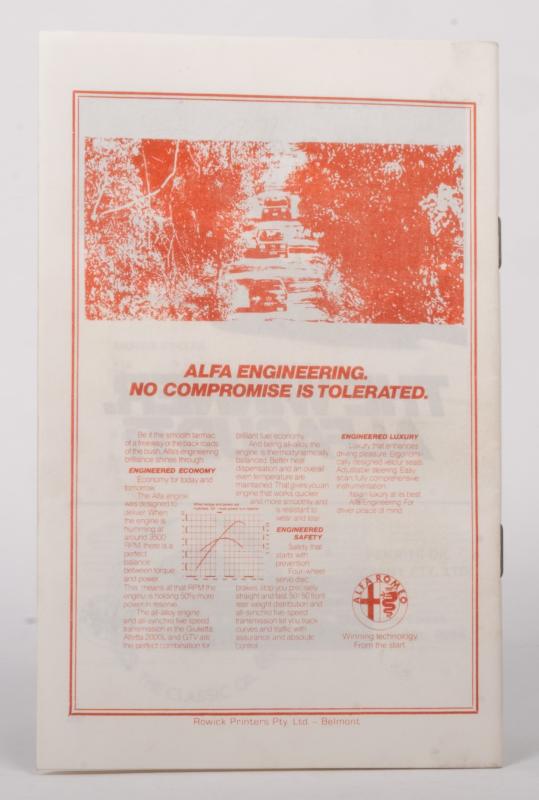 ALFA ENGINEERING.
NO COMPROMISE IS TOLERATED.
Be it the smooth tarmac
of a freeway or the back roads
of the bush, Alfa's engineering
brilliance shines through.
ENGINEERED ECONOMY
Economy for today and
tomorrow.
The Alfa engine
was designed to
deliver. When
the engine is
humming at
around 3500
RPM, there is a
perfect
balance
between torque
and power.
This means at that RPM the
engine is holding 50% more
power in reserve.
The all-alloy engine
and all-synchro five speed
transmission in the Giulietta,
Alfetta 2000L and GTV are
the perfect combination for
brilliant fuel economy.
And being all-alloy, the
engine is thermodynamically
balanced. Better heat
dispensation and an overall
even temperature are
maintained. That gives you an
engine that works quicker
and more smoothly and
is resistant to
wear and tear.
ENGINEERED
SAFETY
Safety that
starts with
prevention.
Four-wheel
servo disc
brakes stop you precisely
straight and fast. 50/50 front
rear weight distribution and
all-synchro five speed
transmission let you track
curves and traffic with
assurance and absolute
control.
ENGINEERED LUXURY
Luxury that enhances
driving pleasure. Ergonomi-
cally designed velour seats.
Adjustable steering. Easy
scan, fully comprehensive
instrumentation.
Italian luxury at its best.
Alfa Engineering. For
driver peace of mind.
ALFA ROMEO
Winning technology.
From the start.
Rowick Printers Pty. Ltd. – Belmont